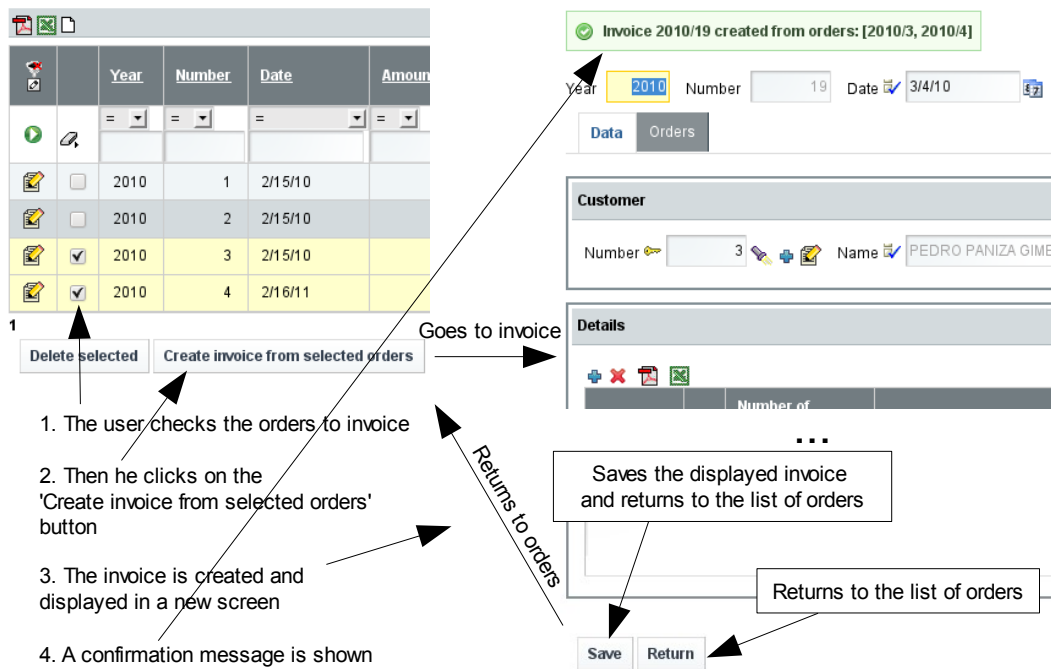 Year Number Date Amoun
= = = =
2010 1 2/15/10
2010 2 2/15/10
2010 3 2/15/10
2010 4 2/16/11
1
Delete selected Create invoice from selected orders
1. The user checks the orders to invoice
2. Then he clicks on the
'Create invoice from selected orders'
button
3. The invoice is created and
displayed in a new screen
4. A confirmation message is shown
Goes to invoice
Returns to orders
Invoice 2010/19 created from orders: [2010/3, 2010/4]
Year 2010 Number 19 Date 3/4/10
Data Orders
Customer
Number 3 Name PEDRO PANIZA GIME
Details
Number of
...
Saves the displayed invoice
and returns to the list of orders
Returns to the list of orders
Save Return